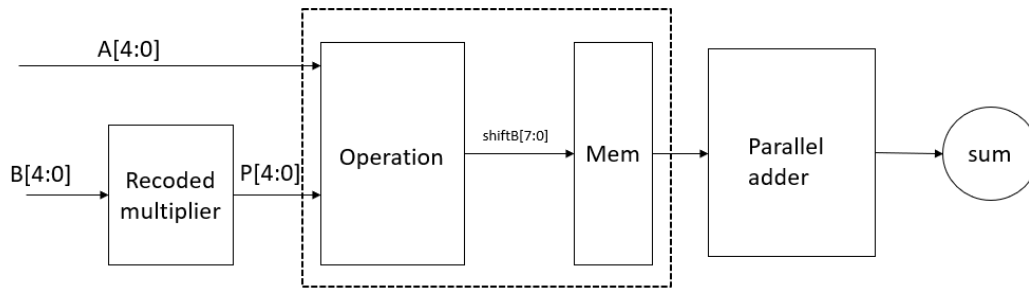 A[4:0]
B[4:0]
Recoded
multiplier
P[4:0]
Operation
shiftB[7:0]
Mem
Parallel
adder
sum